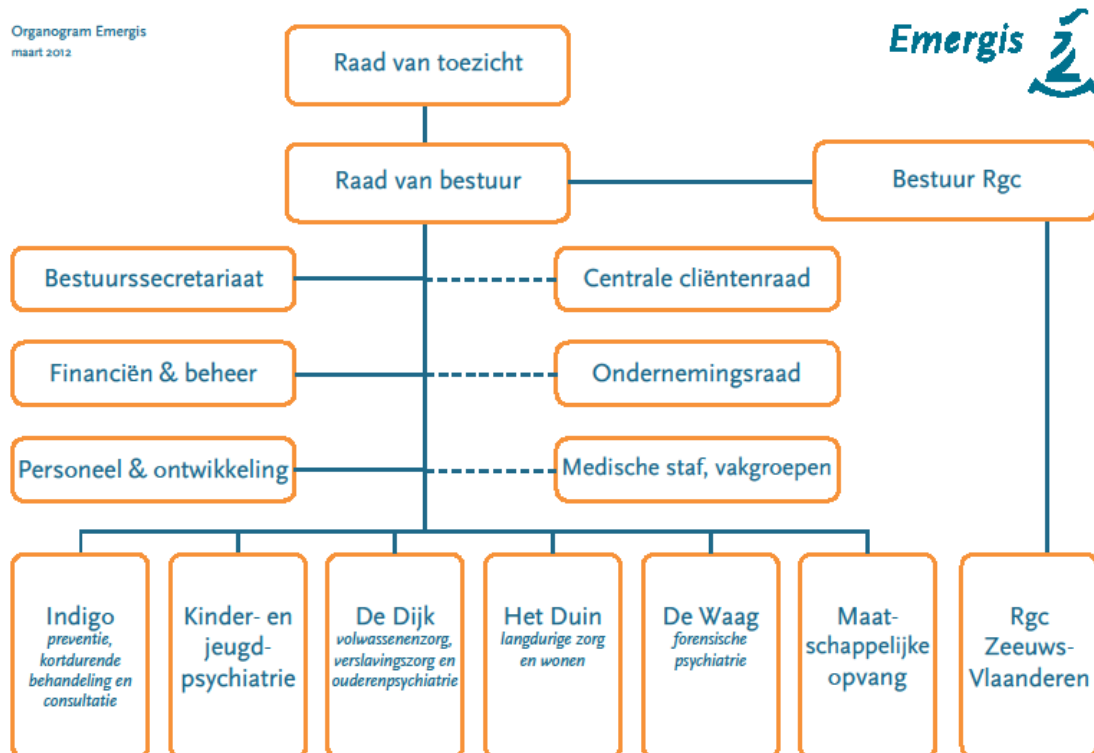 Organogram Emergis
maart 2012
Emergis
Raad van toezicht
Raad van bestuur
Bestuur Rgc
Bestuurssecretariaat
Centrale cliëntenraad
Financiën & beheer
Ondernemingsraad
Personeel & ontwikkeling
Medische staf, vakgroepen
Indigo
preventie,
kortdurende
behandeling en
consultatie
Kinder- en
jeugd-
psychiatrie
De Dijk
volwassenenzorg,
verslavingszorg en
ouderenpsychiatrie
Het Duin
langdurige zorg
en wonen
De Waag
forensische
psychiatrie
Maat-
schappelijke
opvang
Rgc
Zeeuws-
Vlaanderen